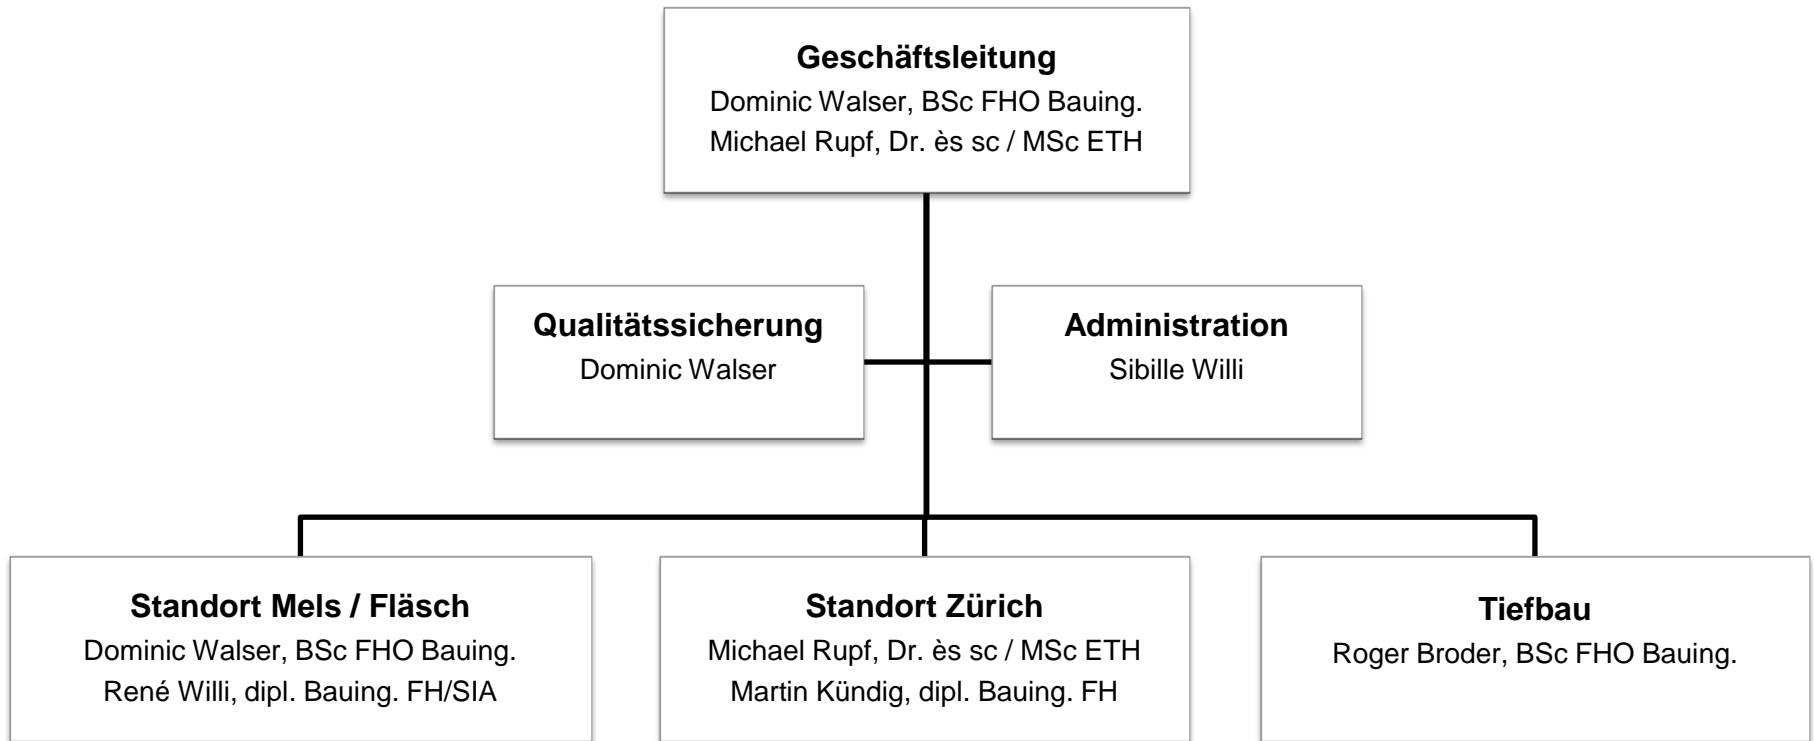 Geschäftsleitung
Dominic Walser, BSc FHO Bauing.
Michael Rupf, Dr. ès sc / MSc ETH
Qualitätssicherung
Dominic Walser
Administration
Sibille Willi
Standort Mels / Fläsch
Dominic Walser, BSc FHO Bauing.
René Willi, dipl. Bauing. FH/SIA
Standort Zürich
Michael Rupf, Dr. ès sc / MSc ETH
Martin Kündig, dipl. Bauing. FH
Tiefbau
Roger Broder, BSc FHO Bauing.